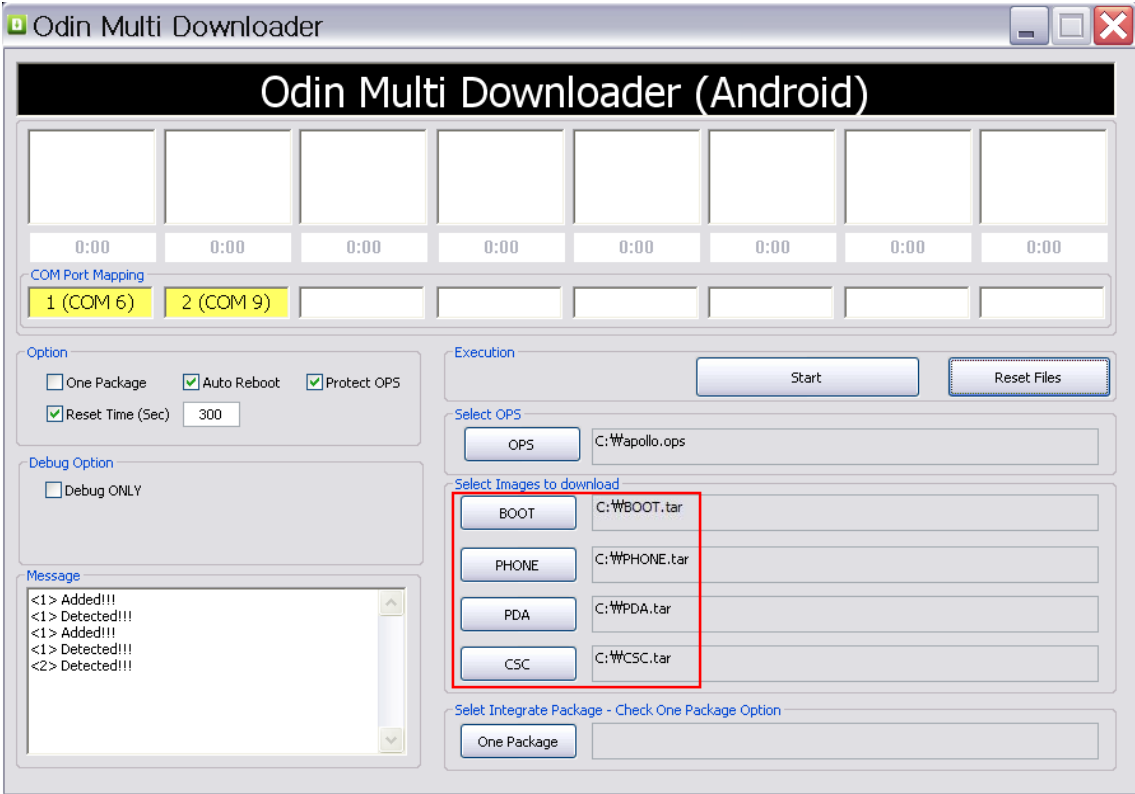 Odin Multi Downloader
Odin Multi Downloader (Android)
0:00 0:00 0:00 0:00 0:00 0:00 0:00 0:00
COM Port Mapping
1 (COM 6) 2 (COM 9)
Option
One Package Auto Reboot Protect OPS
Reset Time (Sec) 300
Debug Option
Debug ONLY
Message
<1> Added!!!
<1> Detected!!!
<1> Added!!!
<1> Detected!!!
<2> Detected!!!
Execution
Start Reset Files
Select OPS
OPS C:₩apollo.ops
Select Images to download
BOOT C:₩BOOT.tar
PHONE C:₩PHONE.tar
PDA C:₩PDA.tar
CSC C:₩CSC.tar
Selet Integrate Package - Check One Package Option
One Package